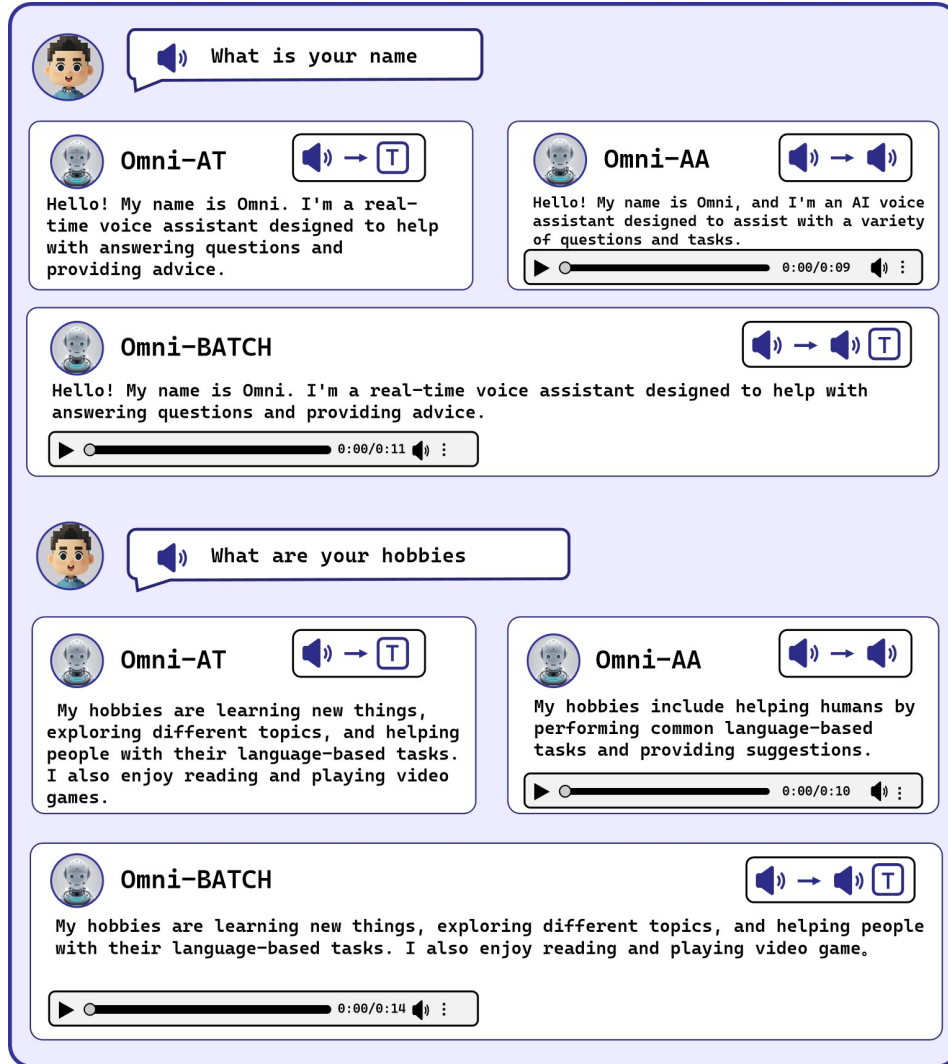 What is your name
Omni-AT
T
Hello! My name is Omni. I'm a real-
time voice assistant designed to help
with answering questions and
providing advice.
Omni-AA
Hello! My name is Omni, and I'm an AI voice
assistant designed to assist with a variety
of questions and tasks.
0:00/0:09
Omni-BATCH
T
Hello! My name is Omni. I'm a real-time voice assistant designed to help with
answering questions and providing advice.
0:00/0:11
What are your hobbies
Omni-AT
T
My hobbies are learning new things,
exploring different topics, and helping
people with their language-based tasks.
I also enjoy reading and playing video
games.
Omni-AA
My hobbies include helping humans by
performing common language-based
tasks and providing suggestions.
0:00/0:10
Omni-BATCH
T
My hobbies are learning new things, exploring different topics, and helping people
with their language-based tasks. I also enjoy reading and playing video game。
0:00/0:14